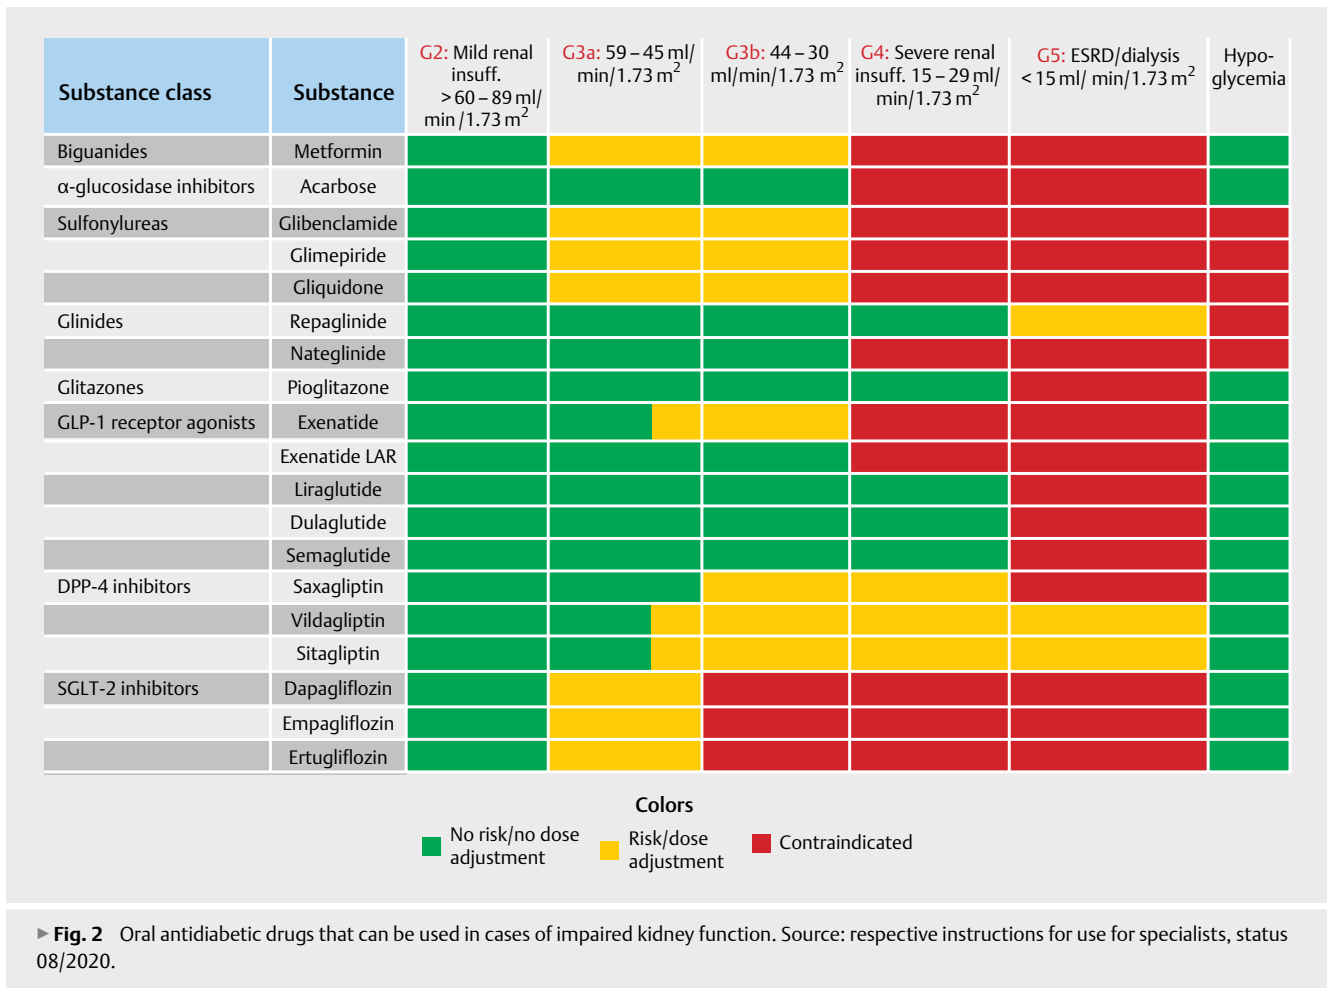 Substance class
Substance
G2: Mild renal
insuff.
> 60 – 89 ml/
min /1.73 m²
G3a: 59 – 45 ml/
min/1.73 m²
G3b: 44 – 30
ml/min/1.73 m²
G4: Severe renal
insuff. 15 – 29 ml/
min/1.73 m²
G5: ESRD/dialysis
< 15 ml/ min/1.73 m²
Hypo-
glycemia
Biguanides Metformin
α-glucosidase inhibitors Acarbose
Sulfonylureas Glibenclamide
Glimepiride
Gliquidone
Glinides Repaglinide
Nateglinide
Glitazones Pioglitazone
GLP-1 receptor agonists Exenatide
Exenatide LAR
Liraglutide
Dulaglutide
Semaglutide
DPP-4 inhibitors Saxagliptin
Vildagliptin
Sitagliptin
SGLT-2 inhibitors Dapagliflozin
Empagliflozin
Ertugliflozin
Colors
No risk/no dose
adjustment
Risk/dose
adjustment
Contraindicated
▶ Fig. 2 Oral antidiabetic drugs that can be used in cases of impaired kidney function. Source: respective instructions for use for specialists, status
08/2020.